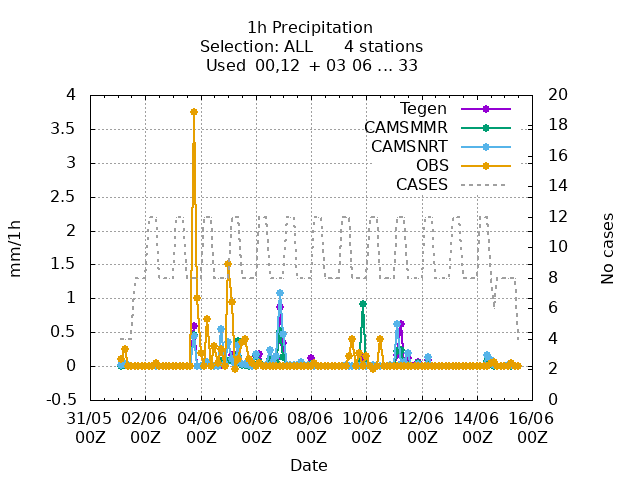 1h Precipitation
Selection: ALL 4 stations
Used 00,12 + 03 06 ... 33
4
3.5
3
2.5
2
1.5
1
0.5
0
-0.5
mm/1h
20
18
16
14
12
10
8
6
4
2
0
No cases
Tegen
CAMSMMR
CAMSNRT
OBS
CASES
31/05 02/06 04/06 06/06 08/06 10/06 12/06 14/06 16/06
00Z 00Z 00Z 00Z 00Z 00Z 00Z 00Z 00Z
Date